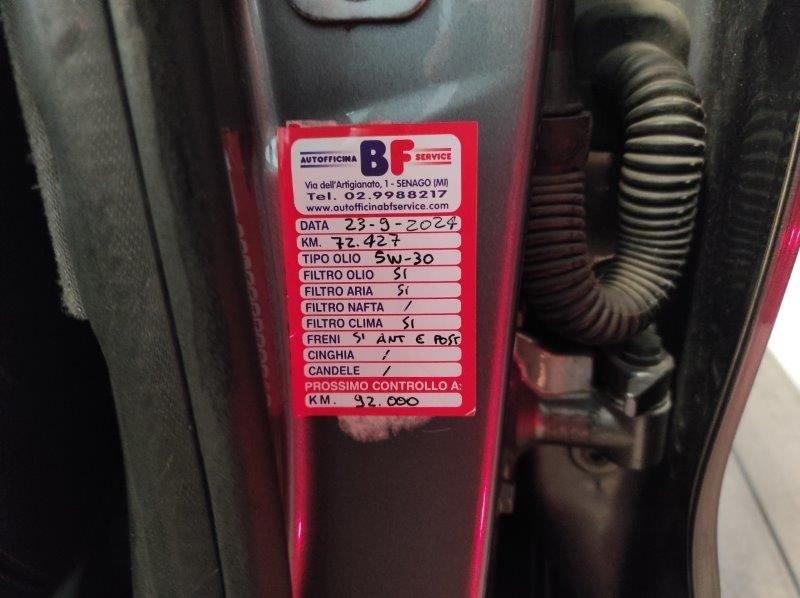 AUTOFFICINA BF SERVICE
Via dell'Artigianato, 1 - SENAGO (MI)
Tel. 02.9988217
www.autofficinabfservice.com
DATA 23-9-2024
KM. 72.427
TIPO OLIO 5W-30
FILTRO OLIO SI
FILTRO ARIA SI
FILTRO NAFTA /
FILTRO CLIMA SI
FRENI SI ANT E POST
CINGHIA /
CANDELE /
PROSSIMO CONTROLLO A:
KM. 92.000